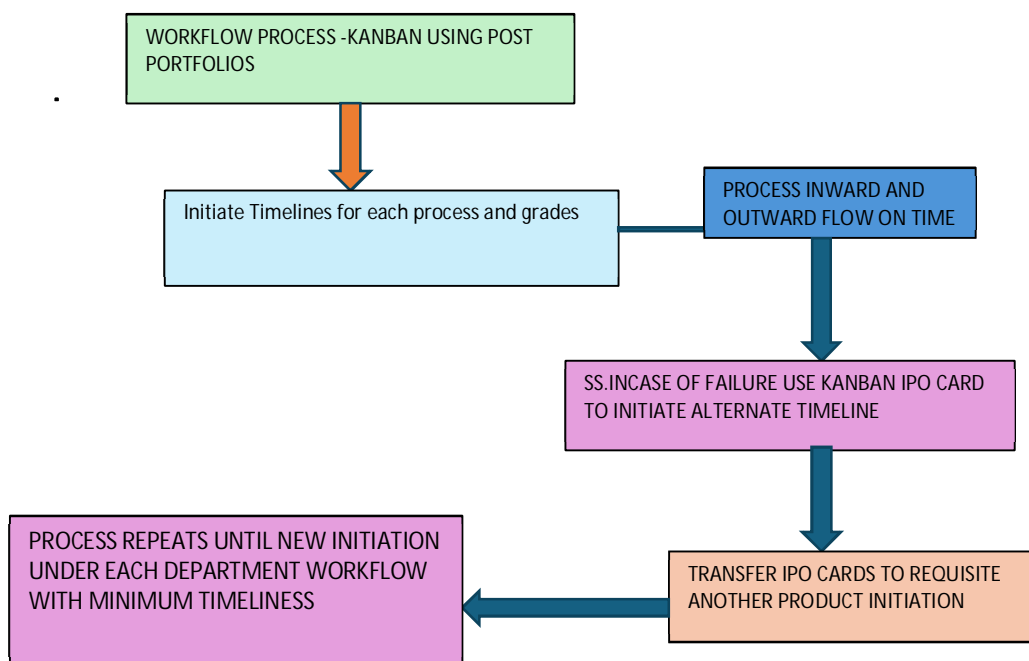 WORKFLOW PROCESS -KANBAN USING POST
PORTFOLIOS
Initiate Timelines for each process and grades
PROCESS INWARD AND
OUTWARD FLOW ON TIME
SS.INCASE OF FAILURE USE KANBAN IPO CARD
TO INITIATE ALTERNATE TIMELINE
TRANSFER IPO CARDS TO REQUISITE
ANOTHER PRODUCT INITIATION
PROCESS REPEATS UNTIL NEW INITIATION
UNDER EACH DEPARTMENT WORKFLOW
WITH MINIMUM TIMELINESS